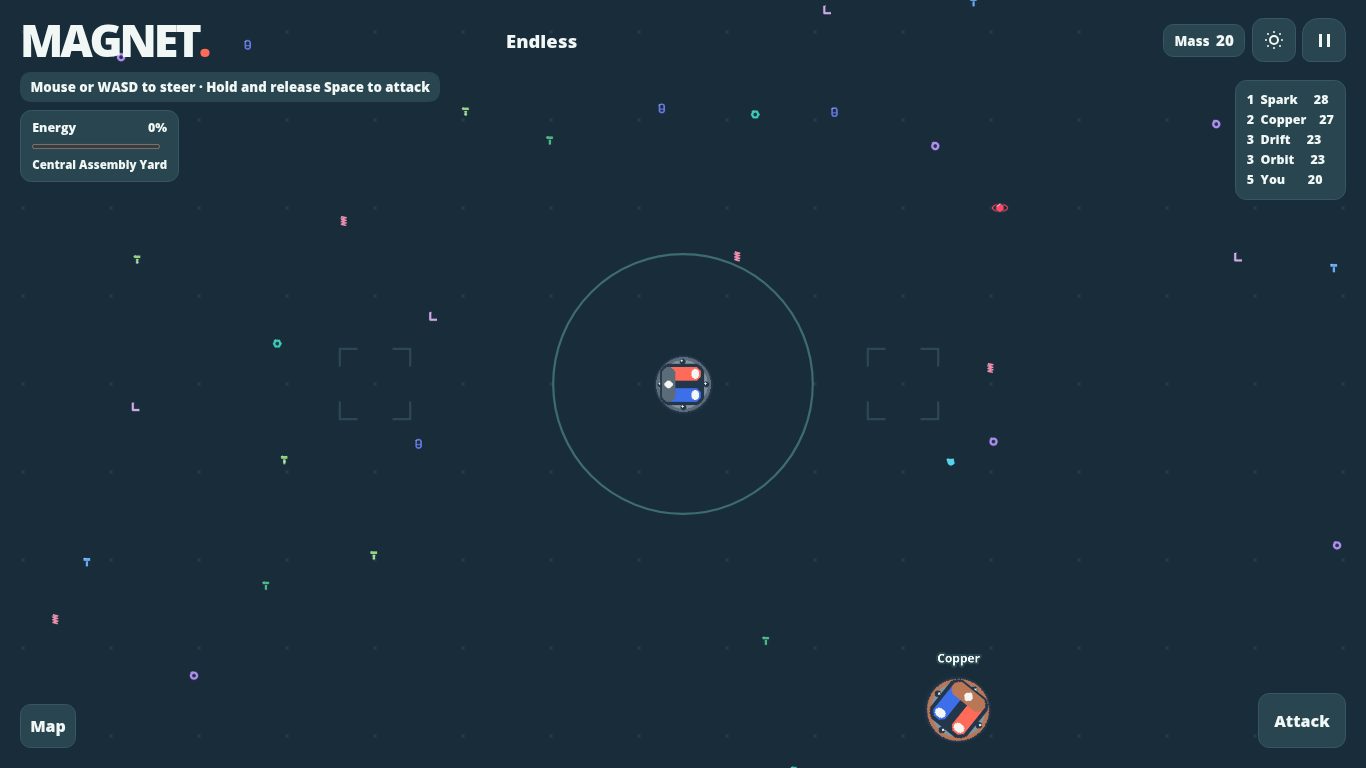 MAGNET.
Endless
Mass 20
Mouse or WASD to steer · Hold and release Space to attack
Energy 0%
Central Assembly Yard
1 Spark 28
2 Copper 27
3 Drift 23
3 Orbit 23
5 You 20
Copper
Map
Attack